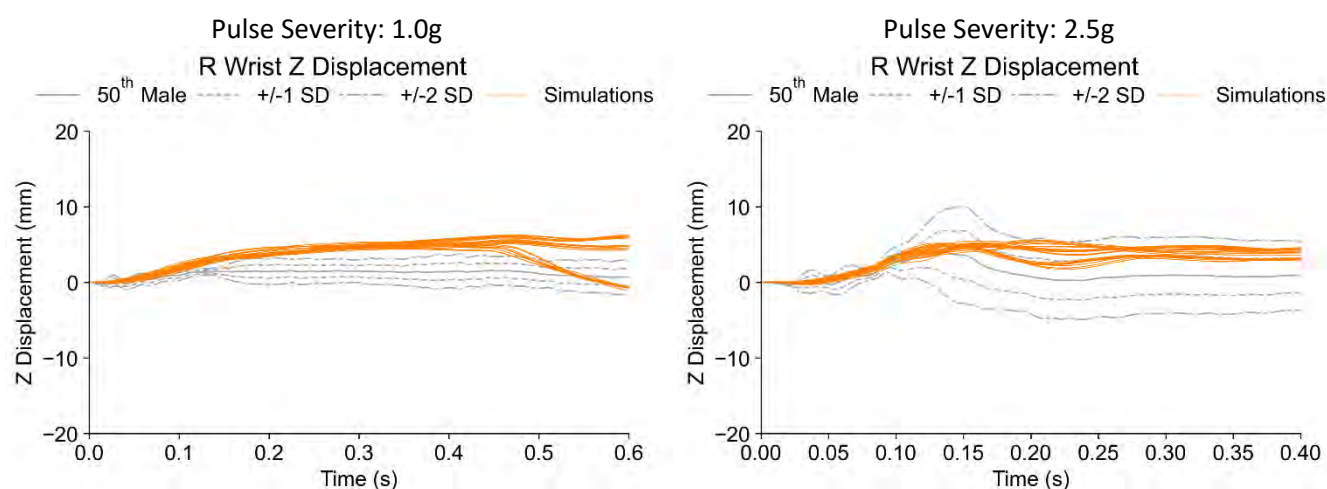 Pulse Severity: 1.0g
R Wrist Z Displacement
50th Male +/-1 SD +/-2 SD Simulations
20
10
0
−10
−20
Z Displacement (mm)
0.0 0.1 0.2 0.3 0.4 0.5 0.6
Time (s)
Pulse Severity: 2.5g
R Wrist Z Displacement
50th Male +/-1 SD +/-2 SD Simulations
20
10
0
−10
−20
Z Displacement (mm)
0.00 0.05 0.10 0.15 0.20 0.25 0.30 0.35 0.40
Time (s)